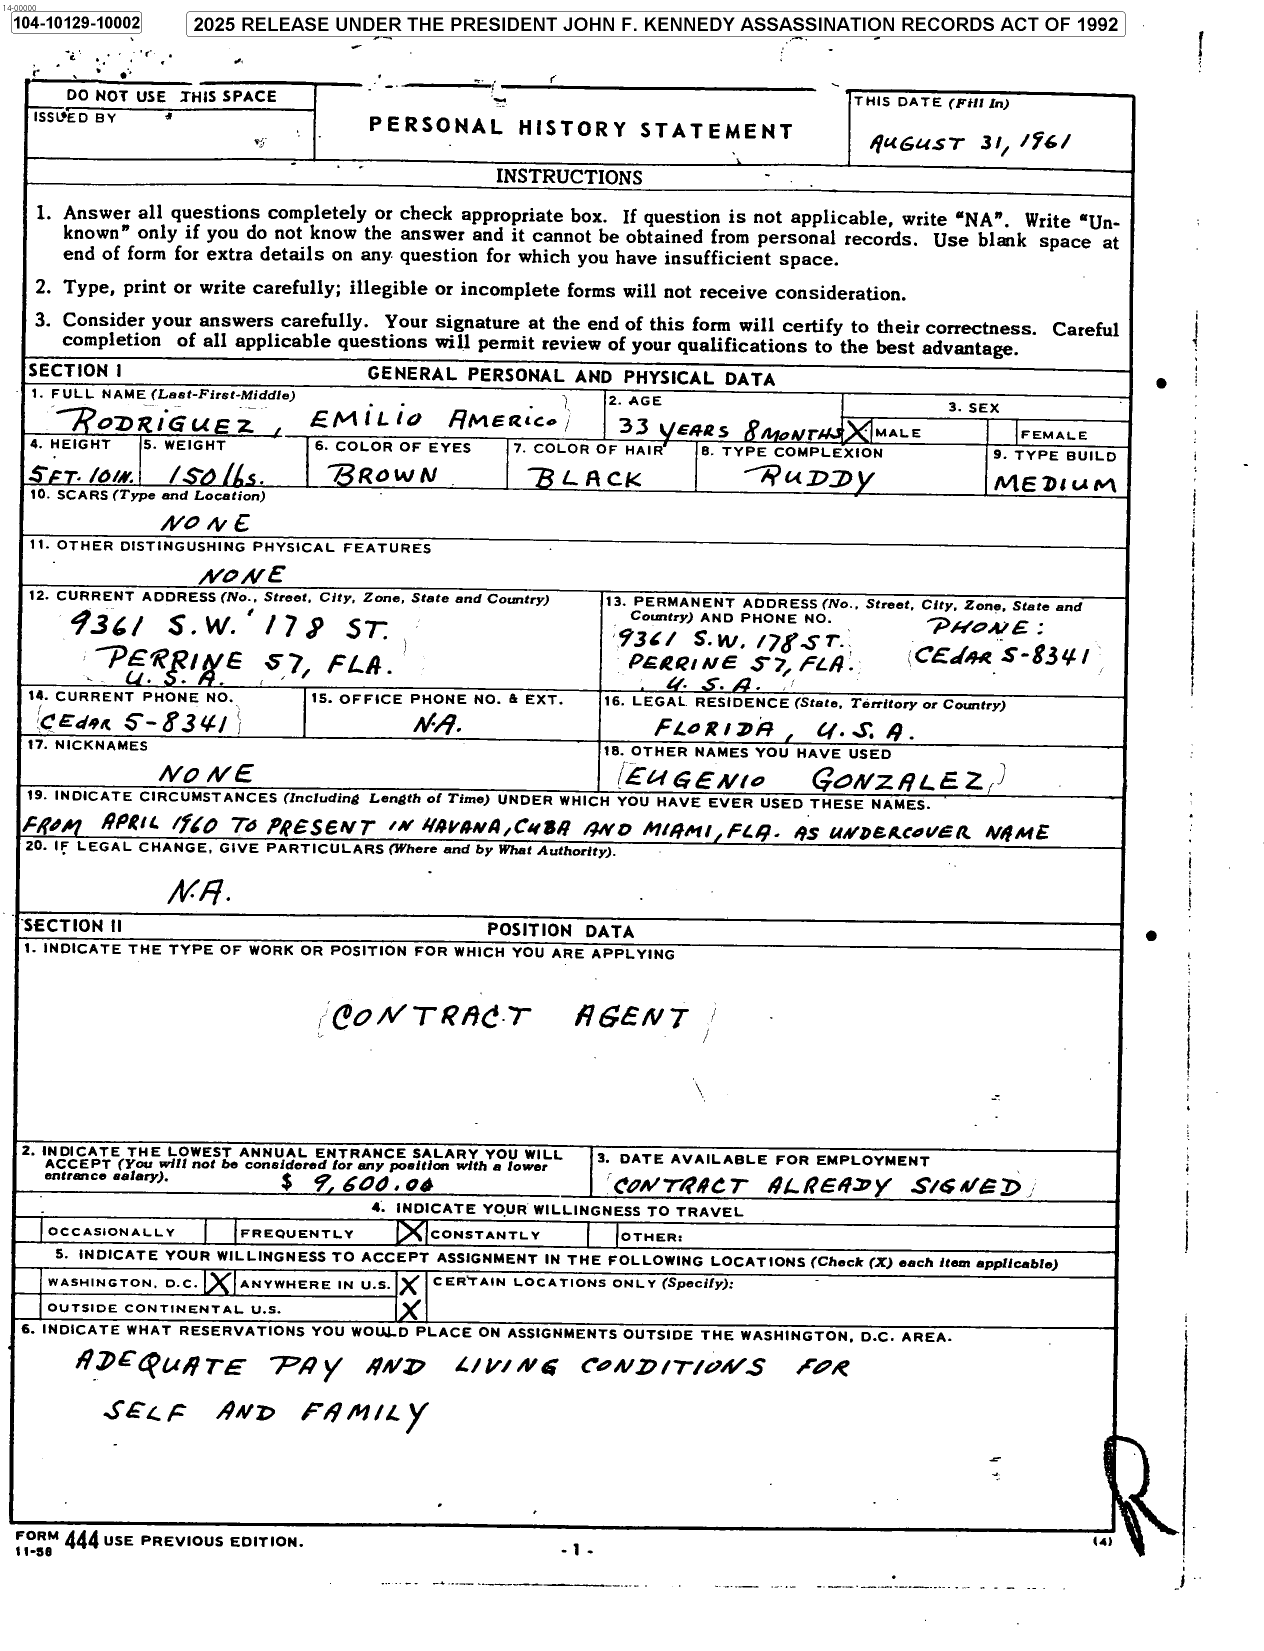 14-00000
104-10129-10002
2025 RELEASE UNDER THE PRESIDENT JOHN F. KENNEDY ASSASSINATION RECORDS ACT OF 1992
DO NOT USE THIS SPACE
ISSUED BY
PERSONAL HISTORY STATEMENT
THIS DATE (Fill In)
AUGUST 31, 1961
INSTRUCTIONS
1. Answer all questions completely or check appropriate box. If question is not applicable, write "NA". Write "Un-
known" only if you do not know the answer and it cannot be obtained from personal records. Use blank space at
end of form for extra details on any question for which you have insufficient space.
2. Type, print or write carefully; illegible or incomplete forms will not receive consideration.
3. Consider your answers carefully. Your signature at the end of this form will certify to their correctness. Careful
completion of all applicable questions will permit review of your qualifications to the best advantage.
SECTION I GENERAL PERSONAL AND PHYSICAL DATA
1. FULL NAME (Last-First-Middle)
RODRIGUEZ, EMILIO AMERICO
2. AGE
33 YEARS 8 MONTHS
3. SEX
X MALE
FEMALE
4. HEIGHT
5 FT. 10 IN.
5. WEIGHT
150 lbs.
6. COLOR OF EYES
BROWN
7. COLOR OF HAIR
BLACK
8. TYPE COMPLEXION
RUDDY
9. TYPE BUILD
MEDIUM
10. SCARS (Type and Location)
NONE
11. OTHER DISTINGUSHING PHYSICAL FEATURES
NONE
12. CURRENT ADDRESS (No., Street, City, Zone, State and Country)
9361 S.W. 178 ST.
PERRINE 57, FLA.
U. S. A.
13. PERMANENT ADDRESS (No., Street, City, Zone, State and
Country) AND PHONE NO.
9361 S.W. 178 ST.
PERRINE 57, FLA.
U. S. A.
PHONE:
CEdAR 5-8341
14. CURRENT PHONE NO.
CEdAR 5-8341
15. OFFICE PHONE NO. & EXT.
N.A.
16. LEGAL RESIDENCE (State, Territory or Country)
FLORIDA, U.S.A.
17. NICKNAMES
NONE
18. OTHER NAMES YOU HAVE USED
EUGENIO GONZALEZ
19. INDICATE CIRCUMSTANCES (Including Length of Time) UNDER WHICH YOU HAVE EVER USED THESE NAMES.
FROM APRIL 1960 TO PRESENT IN HAVANA, CUBA AND MIAMI, FLA. AS UNDERCOVER NAME
20. IF LEGAL CHANGE, GIVE PARTICULARS (Where and by What Authority).
N.A.
SECTION II POSITION DATA
1. INDICATE THE TYPE OF WORK OR POSITION FOR WHICH YOU ARE APPLYING
CONTRACT AGENT
2. INDICATE THE LOWEST ANNUAL ENTRANCE SALARY YOU WILL
ACCEPT (You will not be considered for any position with a lower
entrance salary).
$ 9,600.00
3. DATE AVAILABLE FOR EMPLOYMENT
CONTRACT ALREADY SIGNED
4. INDICATE YOUR WILLINGNESS TO TRAVEL
OCCASIONALLY FREQUENTLY X CONSTANTLY OTHER:
5. INDICATE YOUR WILLINGNESS TO ACCEPT ASSIGNMENT IN THE FOLLOWING LOCATIONS (Check (X) each item applicable)
WASHINGTON, D.C. X ANYWHERE IN U.S. X CERTAIN LOCATIONS ONLY (Specify):
OUTSIDE CONTINENTAL U.S. X
6. INDICATE WHAT RESERVATIONS YOU WOULD PLACE ON ASSIGNMENTS OUTSIDE THE WASHINGTON, D.C. AREA.
ADEQUATE PAY AND LIVING CONDITIONS FOR
SELF AND FAMILY
R
FORM 444 USE PREVIOUS EDITION.
11-58
- 1 -
(4)